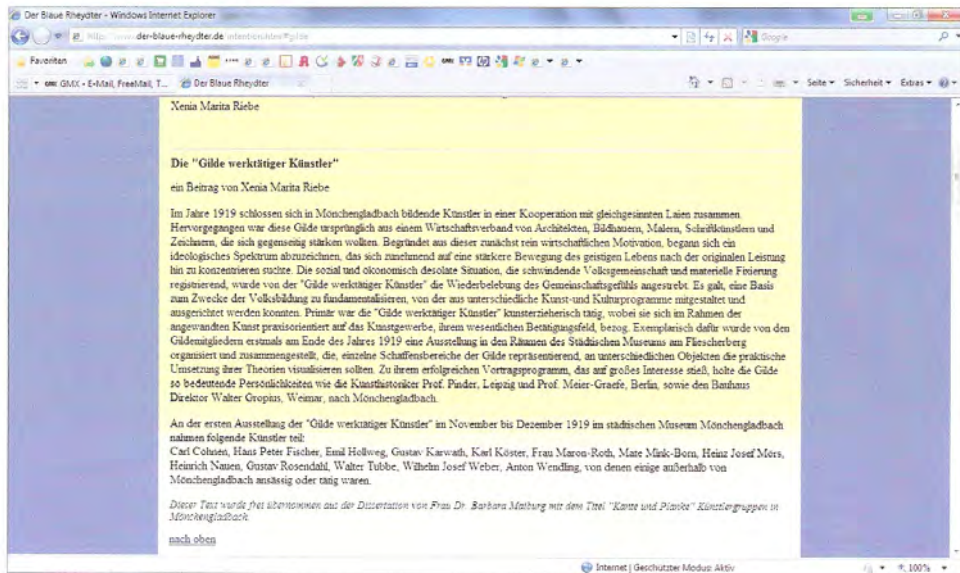 Der Blaue Rheydter - Windows Internet Explorer
der-blaue-rheydter.de
Google
Favoriten
GMX - E-Mail, FreeMail, T...
Der Blaue Rheydter
Seite
Sicherheit
Extras
Xenia Marita Riebe
Die "Gilde werktätiger Künstler"
ein Beitrag von Xenia Marita Riebe
Im Jahre 1919 schlossen sich in Mönchengladbach bildende Künstler in einer Kooperation mit gleichgesinnten Laien zusammen.
Hervorgegangen war diese Gilde ursprünglich aus einem Wirtschaftsverband von Architekten, Bildhauern, Malern, Schriftkünstlern und
Zeichnern, die sich gegenseitig stärken wollten. Begründet aus dieser zunächst rein wirtschaftlichen Motivation, begann sich ein
ideologisches Spektrum abzuzeichnen, das sich zunehmend auf eine stärkere Bewegung des geistigen Lebens nach der originalen Leistung
hin zu konzentrieren suchte. Die sozial und ökonomisch desolate Situation, die schwindende Volksgemeinschaft und materielle Fixierung
registrierend, wurde von der "Gilde werktätiger Künstler" die Wiederbelebung des Gemeinschaftsgefühls angestrebt. Es galt, eine Basis
zum Zwecke der Volksbildung zu fundamentalisieren, von der aus unterschiedliche Kunst-und Kulturprogramme mitgestaltet und
ausgerichtet werden konnten. Primär war die "Gilde werktätiger Künstler" kunsterzieherisch tätig, wobei sie sich im Rahmen der
angewandten Kunst praxisorientiert auf das Kunstgewerbe, ihrem wesentlichen Betätigungsfeld, bezog. Exemplarisch dafür wurde von den
Gildemitgliedern erstmals am Ende des Jahres 1919 eine Ausstellung in den Räumen des Städtischen Museums am Fliescherberg
organisiert und zusammengestellt, die, einzelne Schaffensbereiche der Gilde repräsentierend, an unterschiedlichen Objekten die praktische
Umsetzung ihrer Theorien visualisieren sollten. Zu ihrem erfolgreichen Vortragsprogramm, das auf großes Interesse stieß, holte die Gilde
so bedeutende Persönlichkeiten wie die Kunsthistoriker Prof. Pinder, Leipzig und Prof. Meier-Graefe, Berlin, sowie den Bauhaus
Direktor Walter Gropius, Weimar, nach Mönchengladbach.
An der ersten Ausstellung der "Gilde werktätiger Künstler" im November bis Dezember 1919 im städtischen Museum Mönchengladbach
nahmen folgende Künstler teil:
Carl Cohnen, Hans Peter Fischer, Emil Hollweg, Gustav Karwath, Karl Köster, Frau Maron-Roth, Mate Mink-Born, Heinz Josef Mörs,
Heinrich Nauen, Gustav Rosendahl, Walter Tubbe, Wilhelm Josef Weber, Anton Wendling, von denen einige außerhalb von
Mönchengladbach ansässig oder tätig waren.
Dieser Text wurde frei übernommen aus der Dissertation von Frau Dr. Barbara Maiburg mit dem Titel "Kante und Planke" Künstlergruppen in
Mönchengladbach.
nach oben
Internet | Geschützter Modus: Aktiv
100%